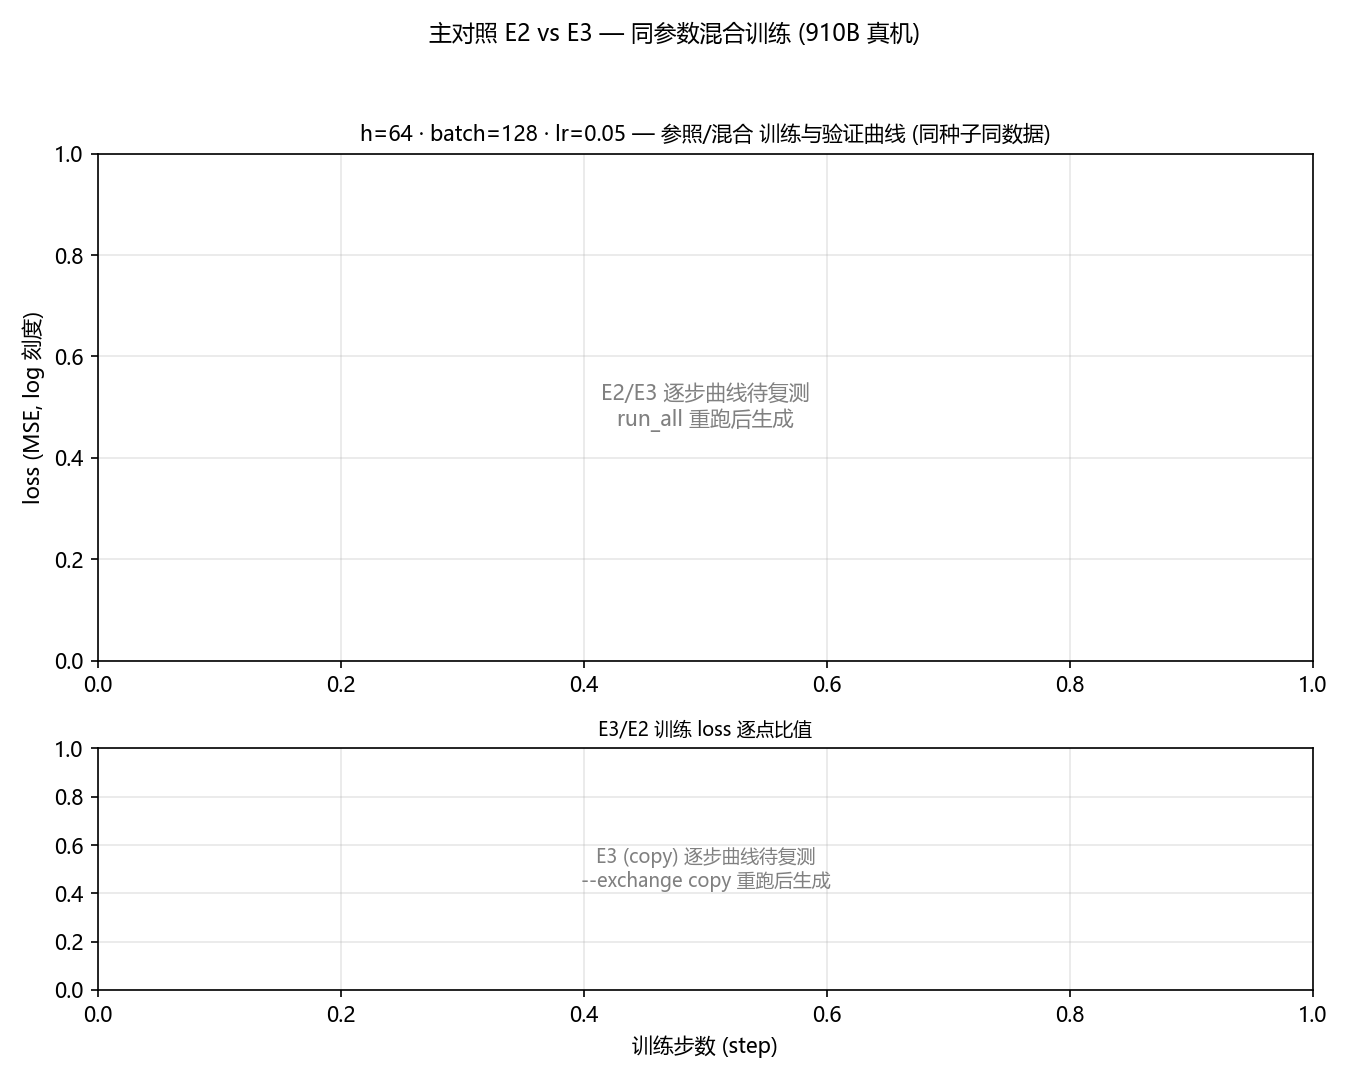 主对照 E2 vs E3 — 同参数混合训练 (910B 真机)
h=64 · batch=128 · lr=0.05 — 参照/混合 训练与验证曲线 (同种子同数据)
1.0
0.8
0.6
0.4
0.2
0.0
loss (MSE, log 刻度)
E2/E3 逐步曲线待复测
run_all 重跑后生成
0.0 0.2 0.4 0.6 0.8 1.0
E3/E2 训练 loss 逐点比值
1.0
0.8
0.6
0.4
0.2
0.0
E3 (copy) 逐步曲线待复测
--exchange copy 重跑后生成
0.0 0.2 0.4 0.6 0.8 1.0
训练步数 (step)